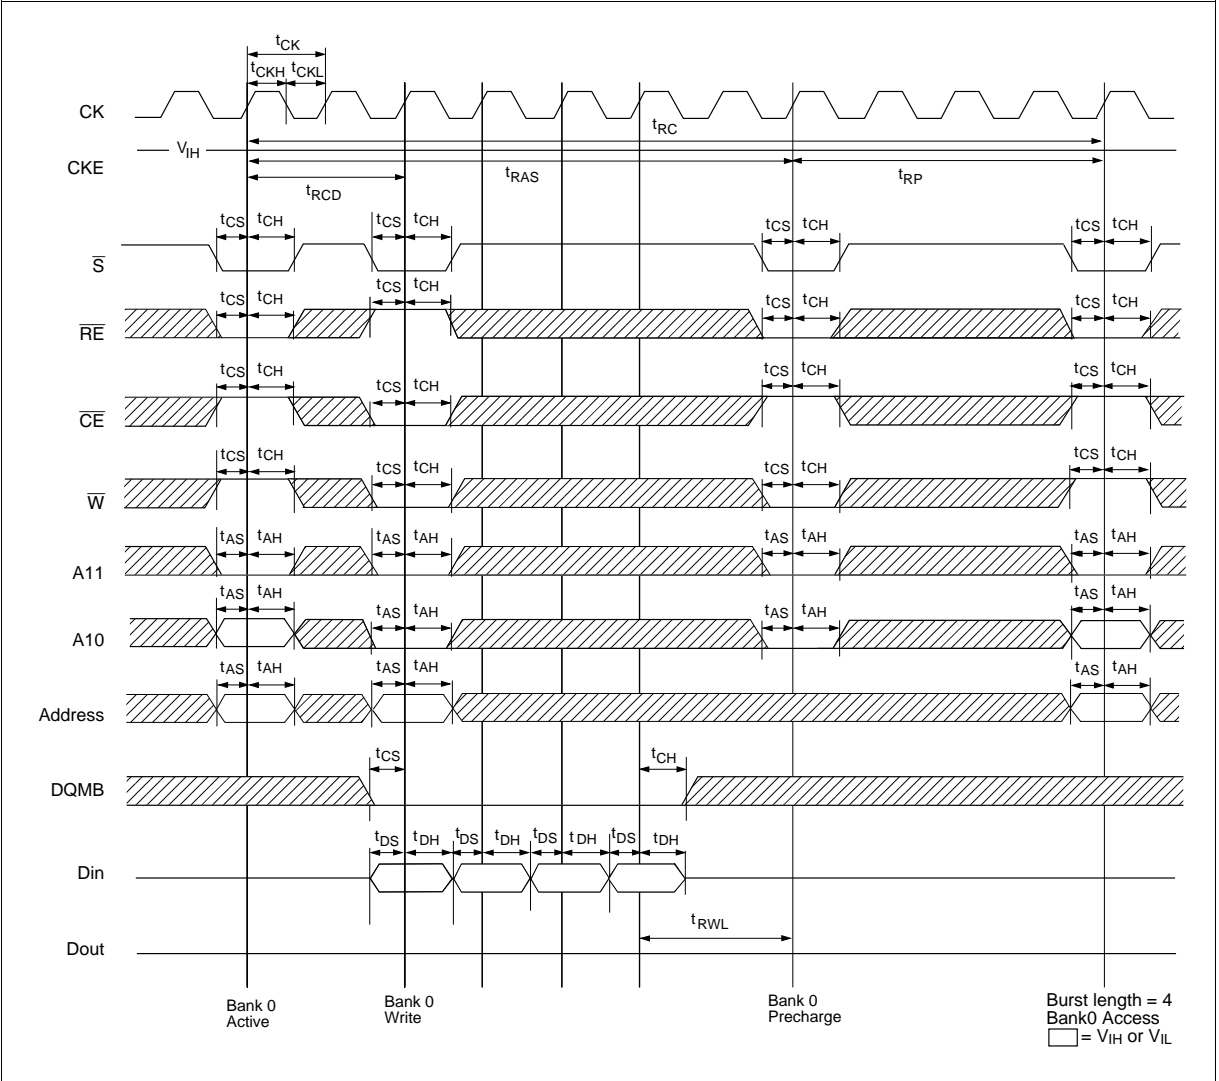 tCK
tCKH tCKL
CK
tRC
VIH
CKE
tRAS tRP
tRCD
tCS tCH tCS tCH tCS tCH tCS tCH
S
tCS tCH tCS tCH tCS tCH tCS tCH
RE
tCS tCH tCS tCH tCS tCH tCS tCH
CE
tCS tCH tCS tCH tCS tCH tCS tCH
W
tAS tAH tAS tAH tAS tAH tAS tAH
A11
tAS tAH tAS tAH tAS tAH tAS tAH
A10
tAS tAH tAS tAH tAS tAH
Address
tCS tCH
DQMB
tDS tDH tDS tDH tDS tDH tDS tDH
Din
tRWL
Dout
Bank 0
Active
Bank 0
Write
Bank 0
Precharge
Burst length = 4
Bank0 Access
= VIH or VIL